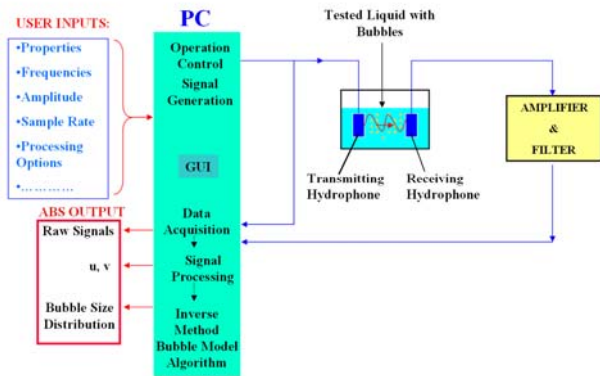 USER INPUTS:
•Properties
•Frequencies
•Amplitude
•Sample Rate
•Processing
Options
•…………
PC
Operation
Control
Signal
Generation
GUI
Data
Acquisition
Signal
Processing
Inverse
Method
Bubble Model
Algorithm
ABS OUTPUT
Raw Signals
u, v
Bubble Size
Distribution
Tested Liquid with
Bubbles
Transmitting
Hydrophone
Receiving
Hydrophone
AMPLIFIER
&
FILTER